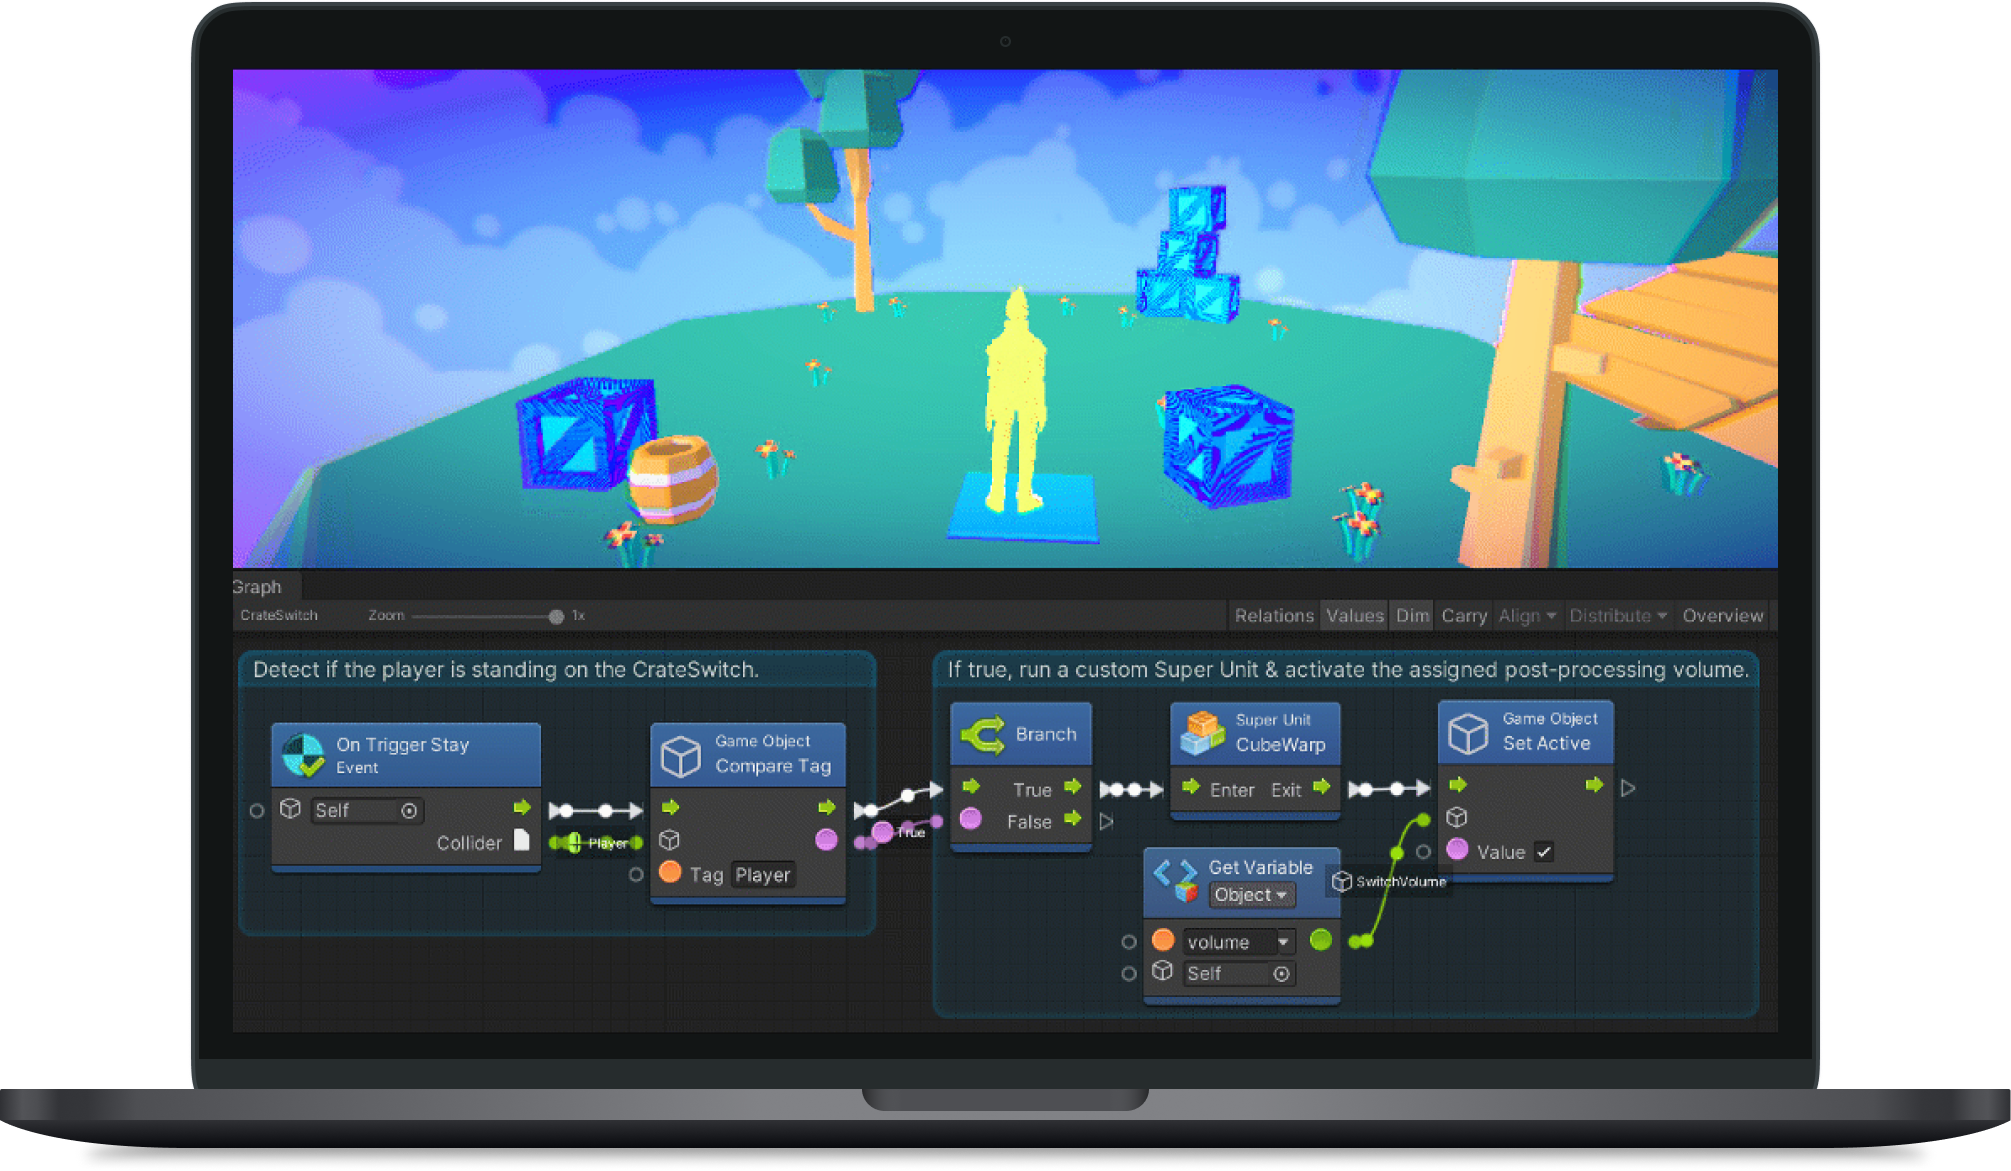 Graph
CrateSwitch Zoom 1x Relations Values Dim Carry Align Distribute Overview
Detect if the player is standing on the CrateSwitch.
On Trigger Stay
Event
Self
Collider
Player
Game Object
Compare Tag
Tag Player
True
If true, run a custom Super Unit & activate the assigned post-processing volume.
Branch
True
False
Super Unit
CubeWarp
Enter Exit
Game Object
Set Active
Value
Get Variable
Object
volume
Self
SwitchVolume